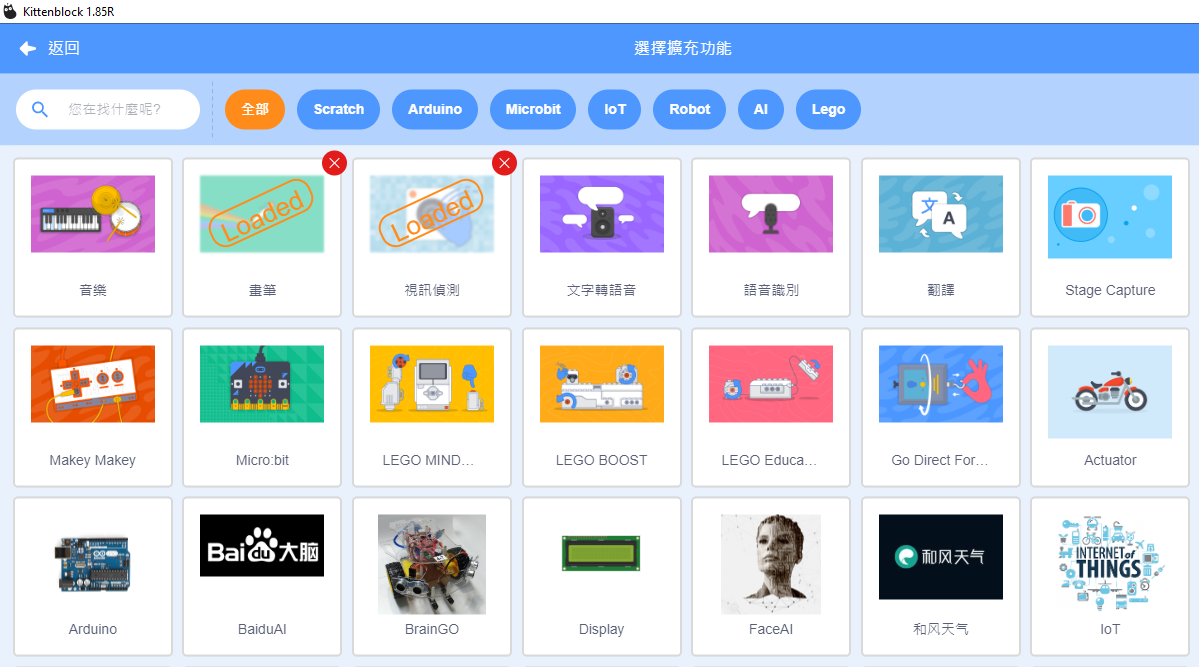 Kittenblock 1.85R
返回
選擇擴充功能
您在找什麼呢?
全部
Scratch
Arduino
Microbit
IoT
Robot
AI
Lego
Loaded
Loaded
文
A
音樂
畫筆
視訊偵測
文字轉語音
語音識別
翻譯
Stage Capture
Makey Makey
Micro:bit
LEGO MIND...
LEGO BOOST
LEGO Educa...
Go Direct For...
Actuator
Bai du 大脑
和风天气
INTERNET of
THINGS
Arduino
BaiduAI
BrainGO
Display
FaceAI
和风天气
IoT